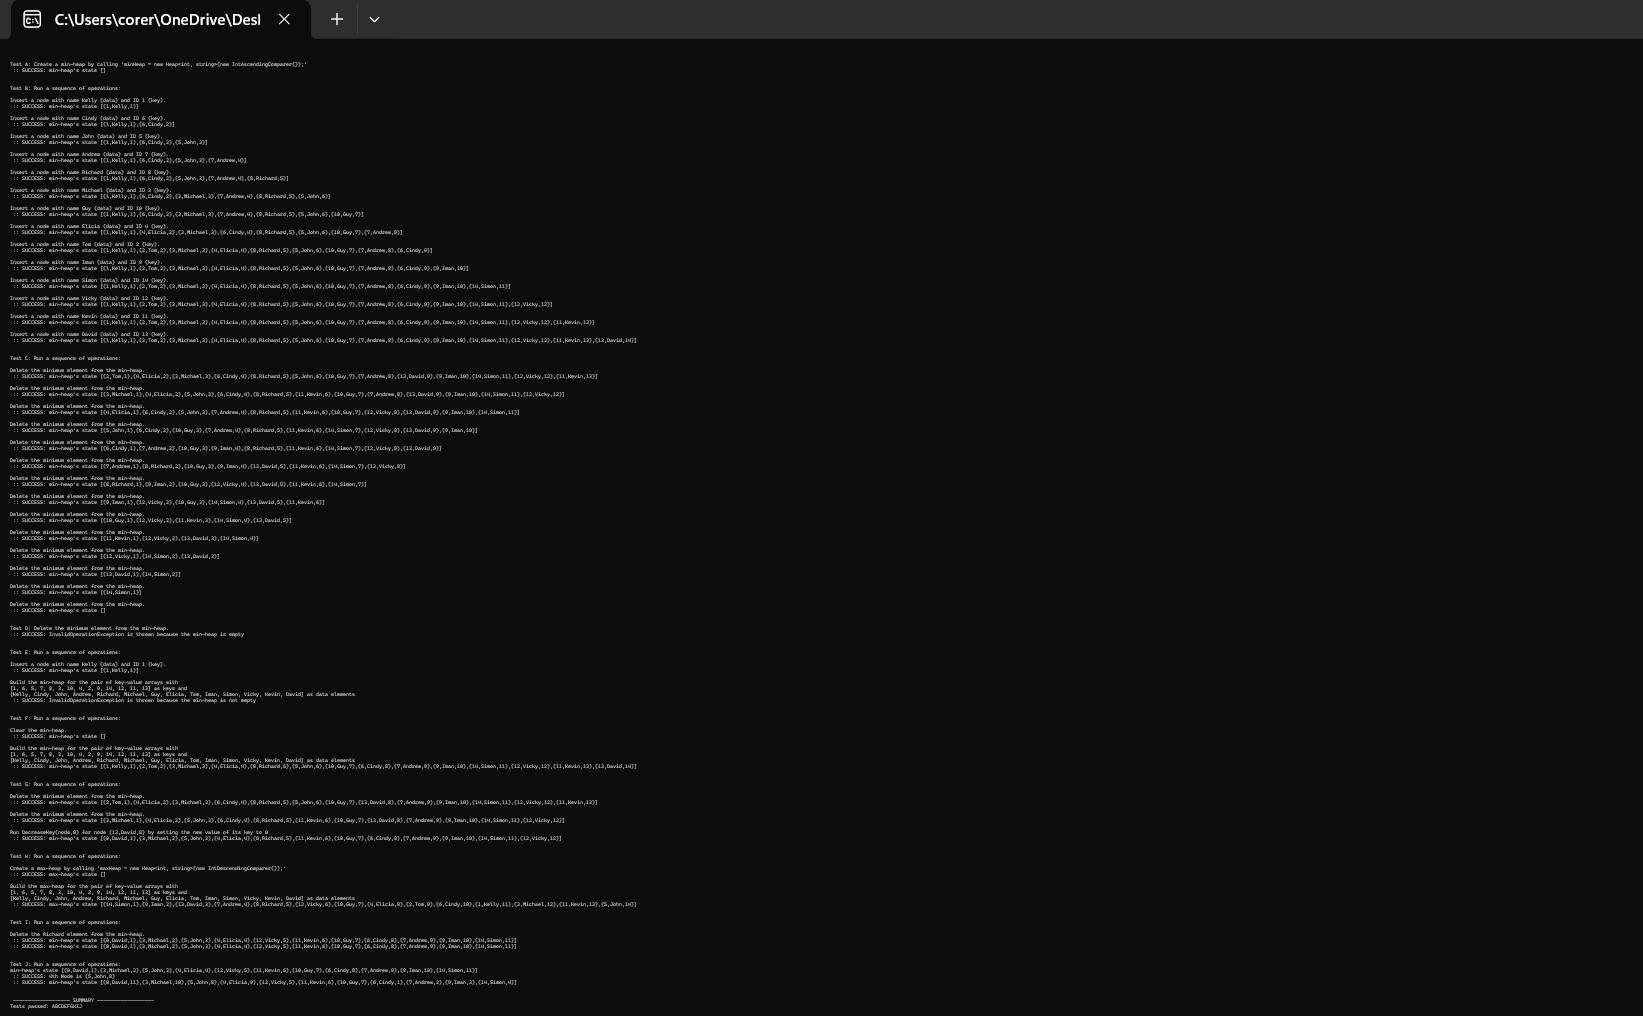 C:\Users\corer\OneDrive\Desl
Test A: Create a min-heap by calling 'minHeap = new Heap<int, string>(new IntAscendingComparer());'
:: SUCCESS: min-heap's state []
Test B: Run a sequence of operations:
Insert a node with name Kelly (data) and ID 1 (key).
:: SUCCESS: min-heap's state [(1,Kelly,1)]
Insert a node with name Cindy (data) and ID 6 (key).
:: SUCCESS: min-heap's state [(1,Kelly,1),(6,Cindy,2)]
Insert a node with name John (data) and ID 5 (key).
:: SUCCESS: min-heap's state [(1,Kelly,1),(6,Cindy,2),(5,John,3)]
Insert a node with name Andrew (data) and ID 7 (key).
:: SUCCESS: min-heap's state [(1,Kelly,1),(6,Cindy,2),(5,John,3),(7,Andrew,4)]
Insert a node with name Richard (data) and ID 8 (key).
:: SUCCESS: min-heap's state [(1,Kelly,1),(6,Cindy,2),(5,John,3),(7,Andrew,4),(8,Richard,5)]
Insert a node with name Michael (data) and ID 3 (key).
:: SUCCESS: min-heap's state [(1,Kelly,1),(6,Cindy,2),(3,Michael,3),(7,Andrew,4),(8,Richard,5),(5,John,6)]
Insert a node with name Guy (data) and ID 10 (key).
:: SUCCESS: min-heap's state [(1,Kelly,1),(6,Cindy,2),(3,Michael,3),(7,Andrew,4),(8,Richard,5),(5,John,6),(10,Guy,7)]
Insert a node with name Elicia (data) and ID 4 (key).
:: SUCCESS: min-heap's state [(1,Kelly,1),(4,Elicia,2),(3,Michael,3),(6,Cindy,4),(8,Richard,5),(5,John,6),(10,Guy,7),(7,Andrew,8)]
Insert a node with name Tom (data) and ID 2 (key).
:: SUCCESS: min-heap's state [(1,Kelly,1),(2,Tom,2),(3,Michael,3),(4,Elicia,4),(8,Richard,5),(5,John,6),(10,Guy,7),(7,Andrew,8),(6,Cindy,9)]
Insert a node with name Iman (data) and ID 9 (key).
:: SUCCESS: min-heap's state [(1,Kelly,1),(2,Tom,2),(3,Michael,3),(4,Elicia,4),(8,Richard,5),(5,John,6),(10,Guy,7),(7,Andrew,8),(6,Cindy,9),(9,Iman,10)]
Insert a node with name Simon (data) and ID 14 (key).
:: SUCCESS: min-heap's state [(1,Kelly,1),(2,Tom,2),(3,Michael,3),(4,Elicia,4),(8,Richard,5),(5,John,6),(10,Guy,7),(7,Andrew,8),(6,Cindy,9),(9,Iman,10),(14,Simon,11)]
Insert a node with name Vicky (data) and ID 12 (key).
:: SUCCESS: min-heap's state [(1,Kelly,1),(2,Tom,2),(3,Michael,3),(4,Elicia,4),(8,Richard,5),(5,John,6),(10,Guy,7),(7,Andrew,8),(6,Cindy,9),(9,Iman,10),(14,Simon,11),(12,Vicky,12)]
Insert a node with name Kevin (data) and ID 11 (key).
:: SUCCESS: min-heap's state [(1,Kelly,1),(2,Tom,2),(3,Michael,3),(4,Elicia,4),(8,Richard,5),(5,John,6),(10,Guy,7),(7,Andrew,8),(6,Cindy,9),(9,Iman,10),(14,Simon,11),(12,Vicky,12),(11,Kevin,13)]
Insert a node with name David (data) and ID 13 (key).
:: SUCCESS: min-heap's state [(1,Kelly,1),(2,Tom,2),(3,Michael,3),(4,Elicia,4),(8,Richard,5),(5,John,6),(10,Guy,7),(7,Andrew,8),(6,Cindy,9),(9,Iman,10),(14,Simon,11),(12,Vicky,12),(11,Kevin,13),(13,David,14)]
Test C: Run a sequence of operations:
Delete the minimum element from the min-heap.
:: SUCCESS: min-heap's state [(2,Tom,1),(4,Elicia,2),(3,Michael,3),(6,Cindy,4),(8,Richard,5),(5,John,6),(10,Guy,7),(7,Andrew,8),(13,David,9),(9,Iman,10),(14,Simon,11),(12,Vicky,12),(11,Kevin,13)]
Delete the minimum element from the min-heap.
:: SUCCESS: min-heap's state [(3,Michael,1),(4,Elicia,2),(5,John,3),(6,Cindy,4),(8,Richard,5),(11,Kevin,6),(10,Guy,7),(7,Andrew,8),(13,David,9),(9,Iman,10),(14,Simon,11),(12,Vicky,12)]
Delete the minimum element from the min-heap.
:: SUCCESS: min-heap's state [(4,Elicia,1),(6,Cindy,2),(5,John,3),(7,Andrew,4),(8,Richard,5),(11,Kevin,6),(10,Guy,7),(12,Vicky,8),(13,David,9),(9,Iman,10),(14,Simon,11)]
Delete the minimum element from the min-heap.
:: SUCCESS: min-heap's state [(5,John,1),(6,Cindy,2),(10,Guy,3),(7,Andrew,4),(8,Richard,5),(11,Kevin,6),(14,Simon,7),(12,Vicky,8),(13,David,9),(9,Iman,10)]
Delete the minimum element from the min-heap.
:: SUCCESS: min-heap's state [(6,Cindy,1),(7,Andrew,2),(10,Guy,3),(9,Iman,4),(8,Richard,5),(11,Kevin,6),(14,Simon,7),(12,Vicky,8),(13,David,9)]
Delete the minimum element from the min-heap.
:: SUCCESS: min-heap's state [(7,Andrew,1),(8,Richard,2),(10,Guy,3),(9,Iman,4),(13,David,5),(11,Kevin,6),(14,Simon,7),(12,Vicky,8)]
Delete the minimum element from the min-heap.
:: SUCCESS: min-heap's state [(8,Richard,1),(9,Iman,2),(10,Guy,3),(12,Vicky,4),(13,David,5),(11,Kevin,6),(14,Simon,7)]
Delete the minimum element from the min-heap.
:: SUCCESS: min-heap's state [(9,Iman,1),(12,Vicky,2),(10,Guy,3),(14,Simon,4),(13,David,5),(11,Kevin,6)]
Delete the minimum element from the min-heap.
:: SUCCESS: min-heap's state [(10,Guy,1),(12,Vicky,2),(11,Kevin,3),(14,Simon,4),(13,David,5)]
Delete the minimum element from the min-heap.
:: SUCCESS: min-heap's state [(11,Kevin,1),(12,Vicky,2),(13,David,3),(14,Simon,4)]
Delete the minimum element from the min-heap.
:: SUCCESS: min-heap's state [(12,Vicky,1),(14,Simon,2),(13,David,3)]
Delete the minimum element from the min-heap.
:: SUCCESS: min-heap's state [(13,David,1),(14,Simon,2)]
Delete the minimum element from the min-heap.
:: SUCCESS: min-heap's state [(14,Simon,1)]
Delete the minimum element from the min-heap.
:: SUCCESS: min-heap's state []
Test D: Delete the minimum element from the min-heap.
:: SUCCESS: InvalidOperationException is thrown because the min-heap is empty
Test E: Run a sequence of operations:
Insert a node with name Kelly (data) and ID 1 (key).
:: SUCCESS: min-heap's state [(1,Kelly,1)]
Build the min-heap for the pair of key-value arrays with
[1, 6, 5, 7, 8, 3, 10, 4, 2, 9, 14, 12, 11, 13] as keys and
[Kelly, Cindy, John, Andrew, Richard, Michael, Guy, Elicia, Tom, Iman, Simon, Vicky, Kevin, David] as data elements
:: SUCCESS: InvalidOperationException is thrown because the min-heap is not empty
Test F: Run a sequence of operations:
Clear the min-heap.
:: SUCCESS: min-heap's state []
Build the min-heap for the pair of key-value arrays with
[1, 6, 5, 7, 8, 3, 10, 4, 2, 9, 14, 12, 11, 13] as keys and
[Kelly, Cindy, John, Andrew, Richard, Michael, Guy, Elicia, Tom, Iman, Simon, Vicky, Kevin, David] as data elements
:: SUCCESS: min-heap's state [(1,Kelly,1),(2,Tom,2),(3,Michael,3),(4,Elicia,4),(8,Richard,5),(5,John,6),(10,Guy,7),(6,Cindy,8),(7,Andrew,9),(9,Iman,10),(14,Simon,11),(12,Vicky,12),(11,Kevin,13),(13,David,14)]
Test G: Run a sequence of operations:
Delete the minimum element from the min-heap.
:: SUCCESS: min-heap's state [(2,Tom,1),(4,Elicia,2),(3,Michael,3),(6,Cindy,4),(8,Richard,5),(5,John,6),(10,Guy,7),(13,David,8),(7,Andrew,9),(9,Iman,10),(14,Simon,11),(12,Vicky,12),(11,Kevin,13)]
Delete the minimum element from the min-heap.
:: SUCCESS: min-heap's state [(3,Michael,1),(4,Elicia,2),(5,John,3),(6,Cindy,4),(8,Richard,5),(11,Kevin,6),(10,Guy,7),(13,David,8),(7,Andrew,9),(9,Iman,10),(14,Simon,11),(12,Vicky,12)]
Run DecreaseKey(node,0) for node (13,David,8) by setting the new value of its key to 0
:: SUCCESS: min-heap's state [(0,David,1),(3,Michael,2),(5,John,3),(4,Elicia,4),(8,Richard,5),(11,Kevin,6),(10,Guy,7),(6,Cindy,8),(7,Andrew,9),(9,Iman,10),(14,Simon,11),(12,Vicky,12)]
Test H: Run a sequence of operations:
Create a max-heap by calling 'maxHeap = new Heap<int, string>(new IntDescendingComparer());'
:: SUCCESS: max-heap's state []
Build the max-heap for the pair of key-value arrays with
[1, 6, 5, 7, 8, 3, 10, 4, 2, 9, 14, 12, 11, 13] as keys and
[Kelly, Cindy, John, Andrew, Richard, Michael, Guy, Elicia, Tom, Iman, Simon, Vicky, Kevin, David] as data elements
:: SUCCESS: max-heap's state [(14,Simon,1),(9,Iman,2),(13,David,3),(7,Andrew,4),(8,Richard,5),(12,Vicky,6),(10,Guy,7),(4,Elicia,8),(2,Tom,9),(6,Cindy,10),(1,Kelly,11),(3,Michael,12),(11,Kevin,13),(5,John,14)]
Test I: Run a sequence of operations:
Delete the Richard element from the min-heap.
:: SUCCESS: min-heap's state [(0,David,1),(3,Michael,2),(5,John,3),(4,Elicia,4),(12,Vicky,5),(11,Kevin,6),(10,Guy,7),(6,Cindy,8),(7,Andrew,9),(9,Iman,10),(14,Simon,11)]
:: SUCCESS: min-heap's state [(0,David,1),(3,Michael,2),(5,John,3),(4,Elicia,4),(12,Vicky,5),(11,Kevin,6),(10,Guy,7),(6,Cindy,8),(7,Andrew,9),(9,Iman,10),(14,Simon,11)]
Test J: Run a sequence of operations:
min-heap's state [(0,David,1),(3,Michael,2),(5,John,3),(4,Elicia,4),(12,Vicky,5),(11,Kevin,6),(10,Guy,7),(6,Cindy,8),(7,Andrew,9),(9,Iman,10),(14,Simon,11)]
:: SUCCESS: 4th Node is (5,John,8)
:: SUCCESS: min-heap's state [(0,David,11),(3,Michael,10),(5,John,8),(4,Elicia,9),(12,Vicky,5),(11,Kevin,6),(10,Guy,7),(6,Cindy,1),(7,Andrew,2),(9,Iman,3),(14,Simon,4)]
------------------- SUMMARY -------------------
Tests passed: ABCDEFGHIJ